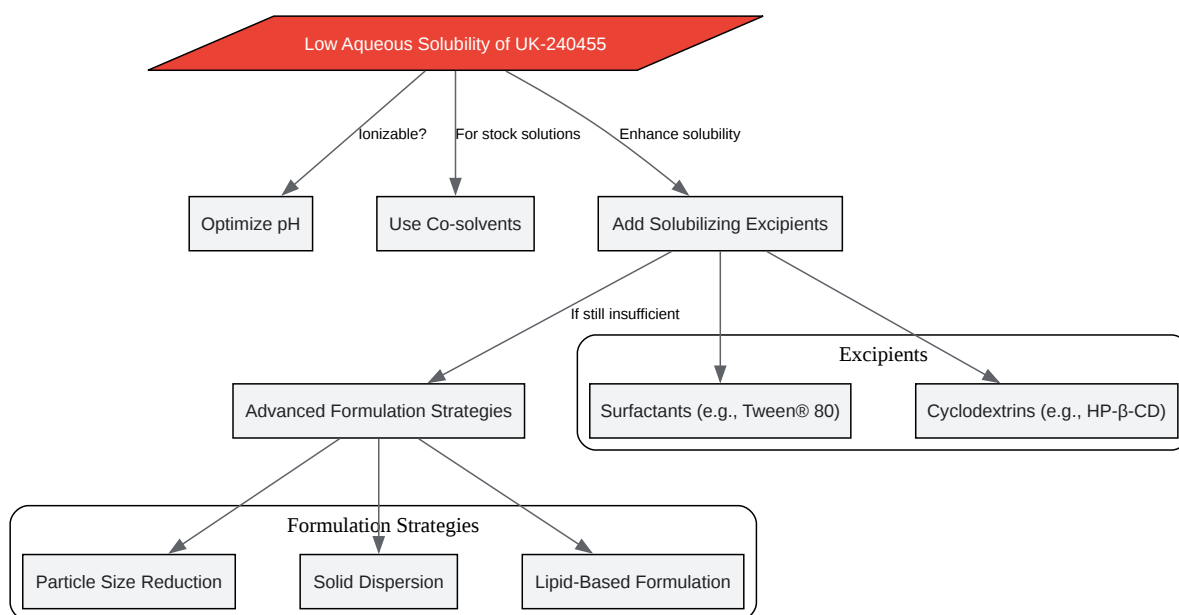 Low Aqueous Solubility of UK-240455
Ionizable?
For stock solutions
Enhance solubility
Optimize pH
Use Co-solvents
Add Solubilizing Excipients
If still insufficient
Excipients
Advanced Formulation Strategies
Surfactants (e.g., Tween® 80)
Cyclodextrins (e.g., HP-β-CD)
Formulation Strategies
Particle Size Reduction
Solid Dispersion
Lipid-Based Formulation